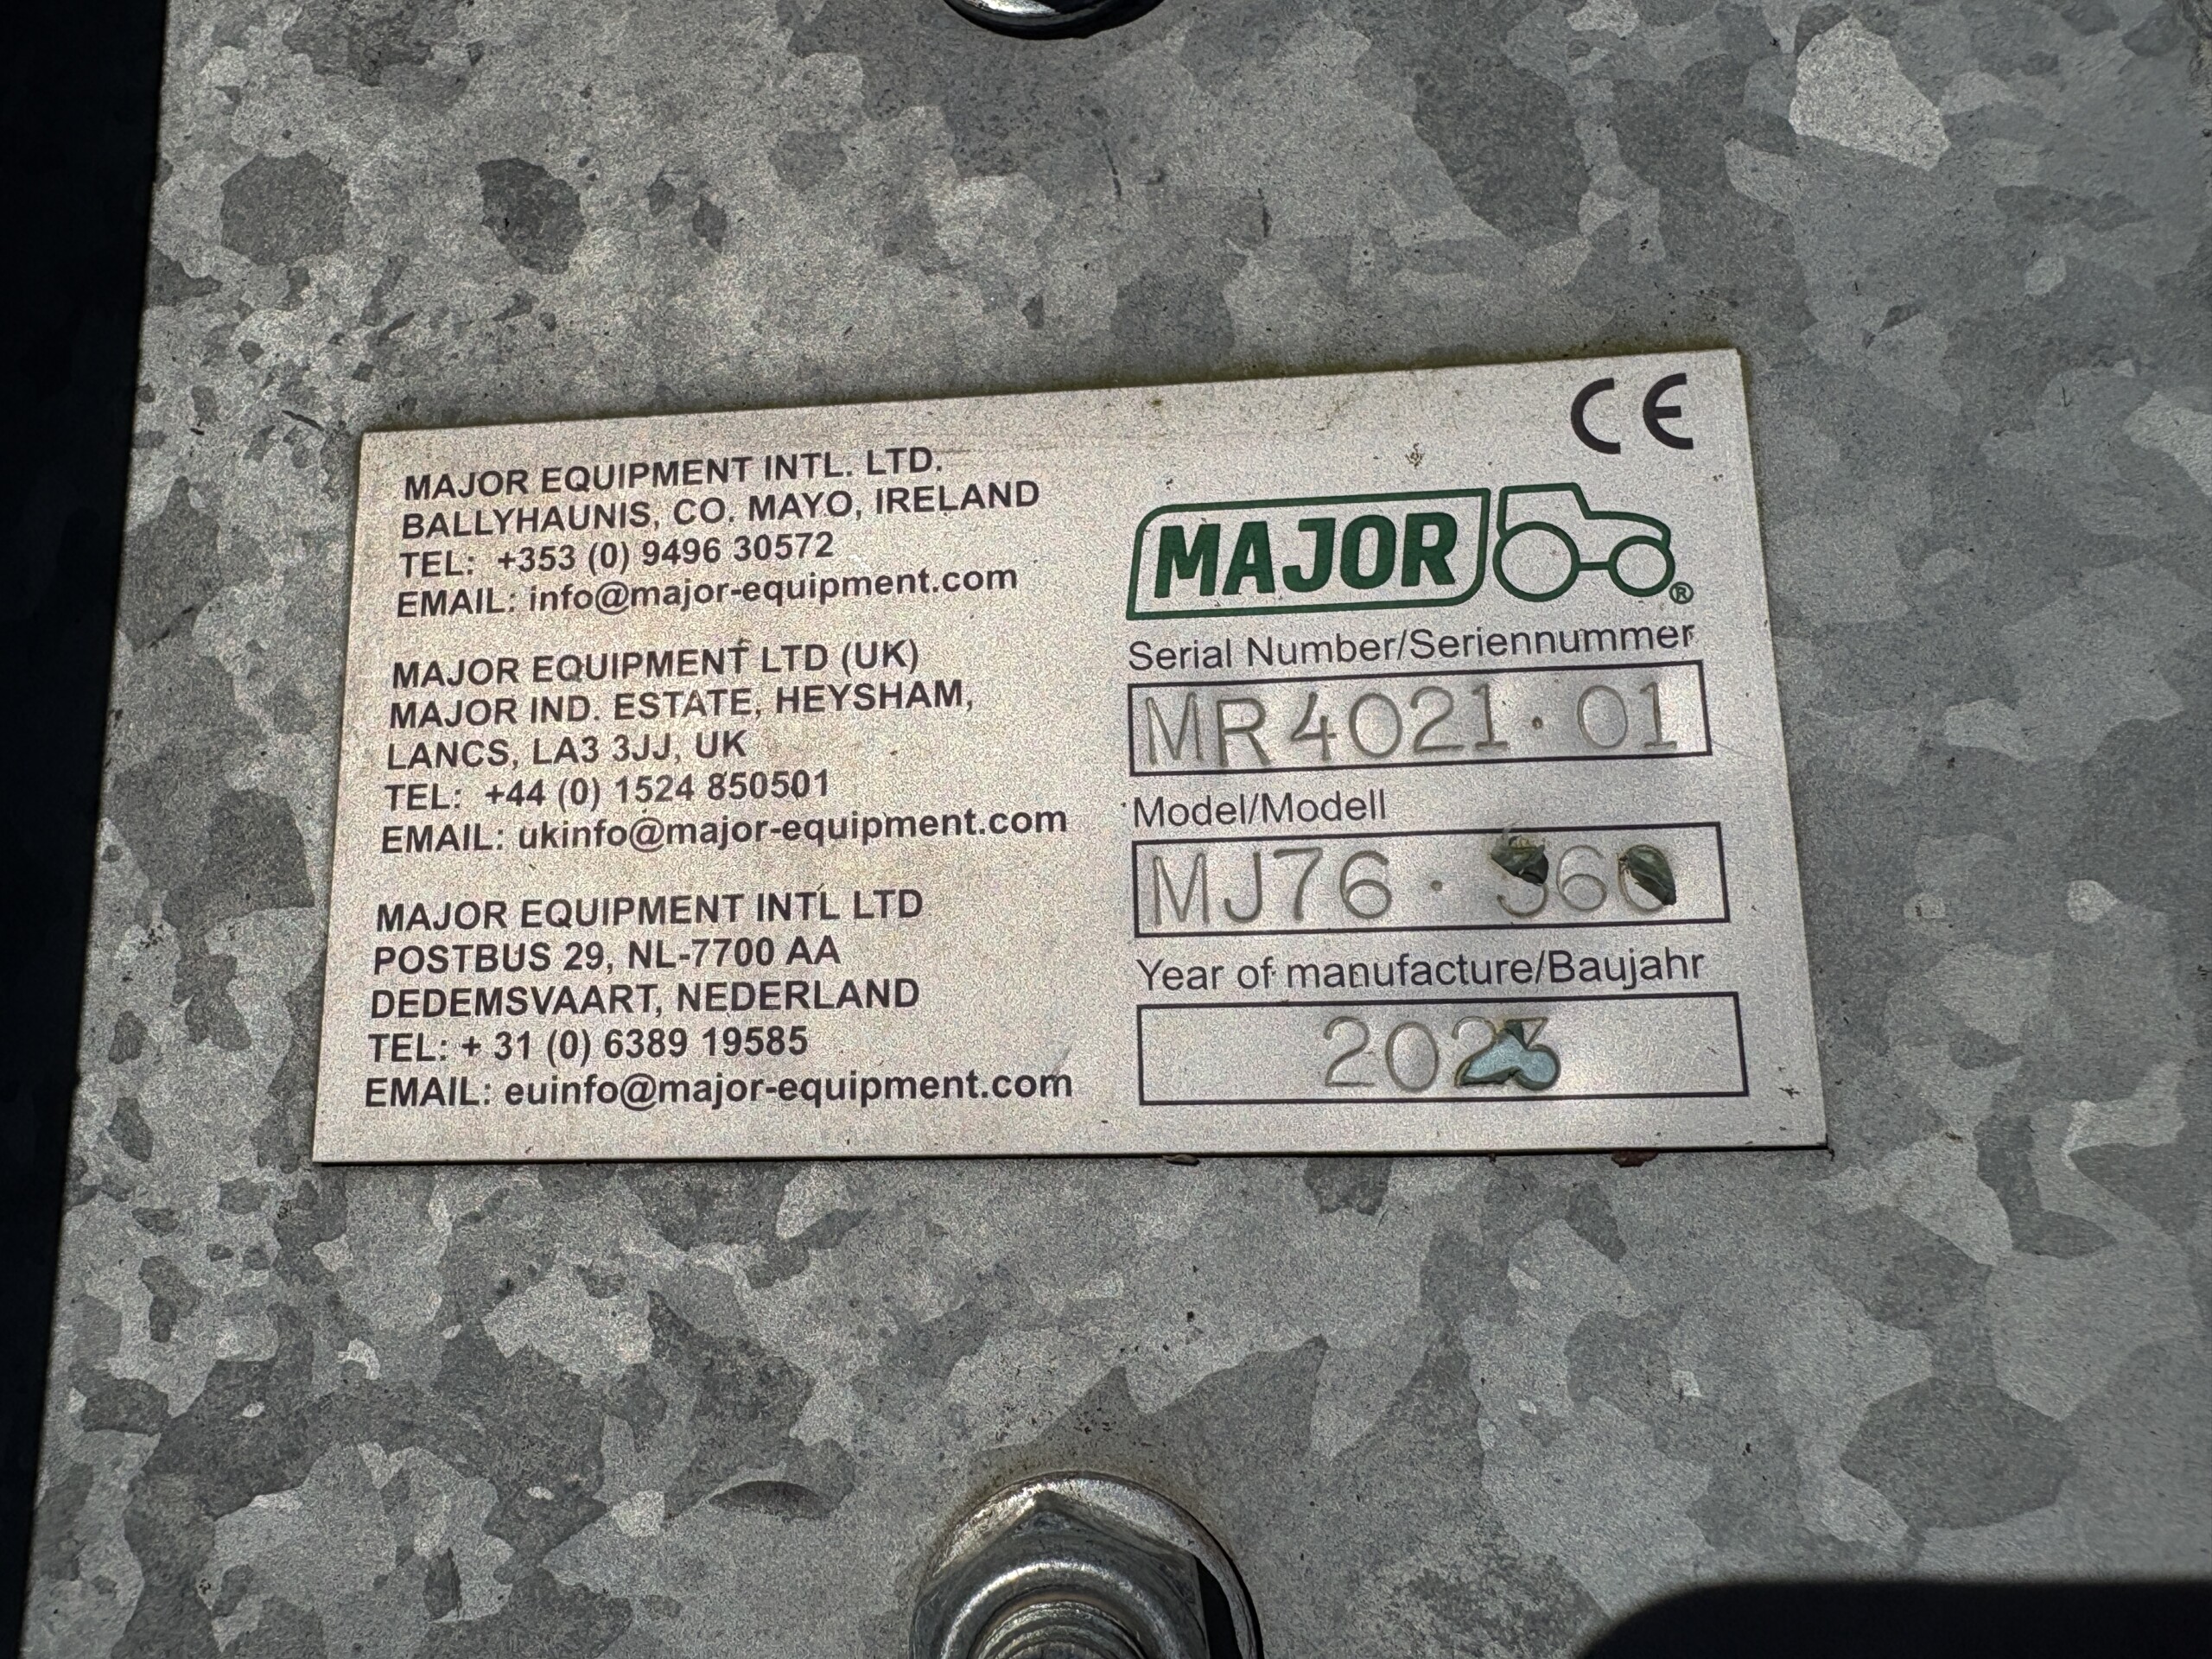 MAJOR EQUIPMENT INTL. LTD.
BALLYHAUNIS, CO. MAYO, IRELAND
TEL: +353 (0) 9496 30572
EMAIL: info@major-equipment.com
MAJOR EQUIPMENT LTD (UK)
MAJOR IND. ESTATE, HEYSHAM,
LANCS, LA3 3JJ, UK
TEL: +44 (0) 1524 850501
EMAIL: ukinfo@major-equipment.com
MAJOR EQUIPMENT INTL LTD
POSTBUS 29, NL-7700 AA
DEDEMSVAART, NEDERLAND
TEL: + 31 (0) 6389 19585
EMAIL: euinfo@major-equipment.com
CE
MAJOR ®
Serial Number/Seriennummer
MR4021·01
Model/Modell
MJ76 ·
Year of manufacture/Baujahr
2023